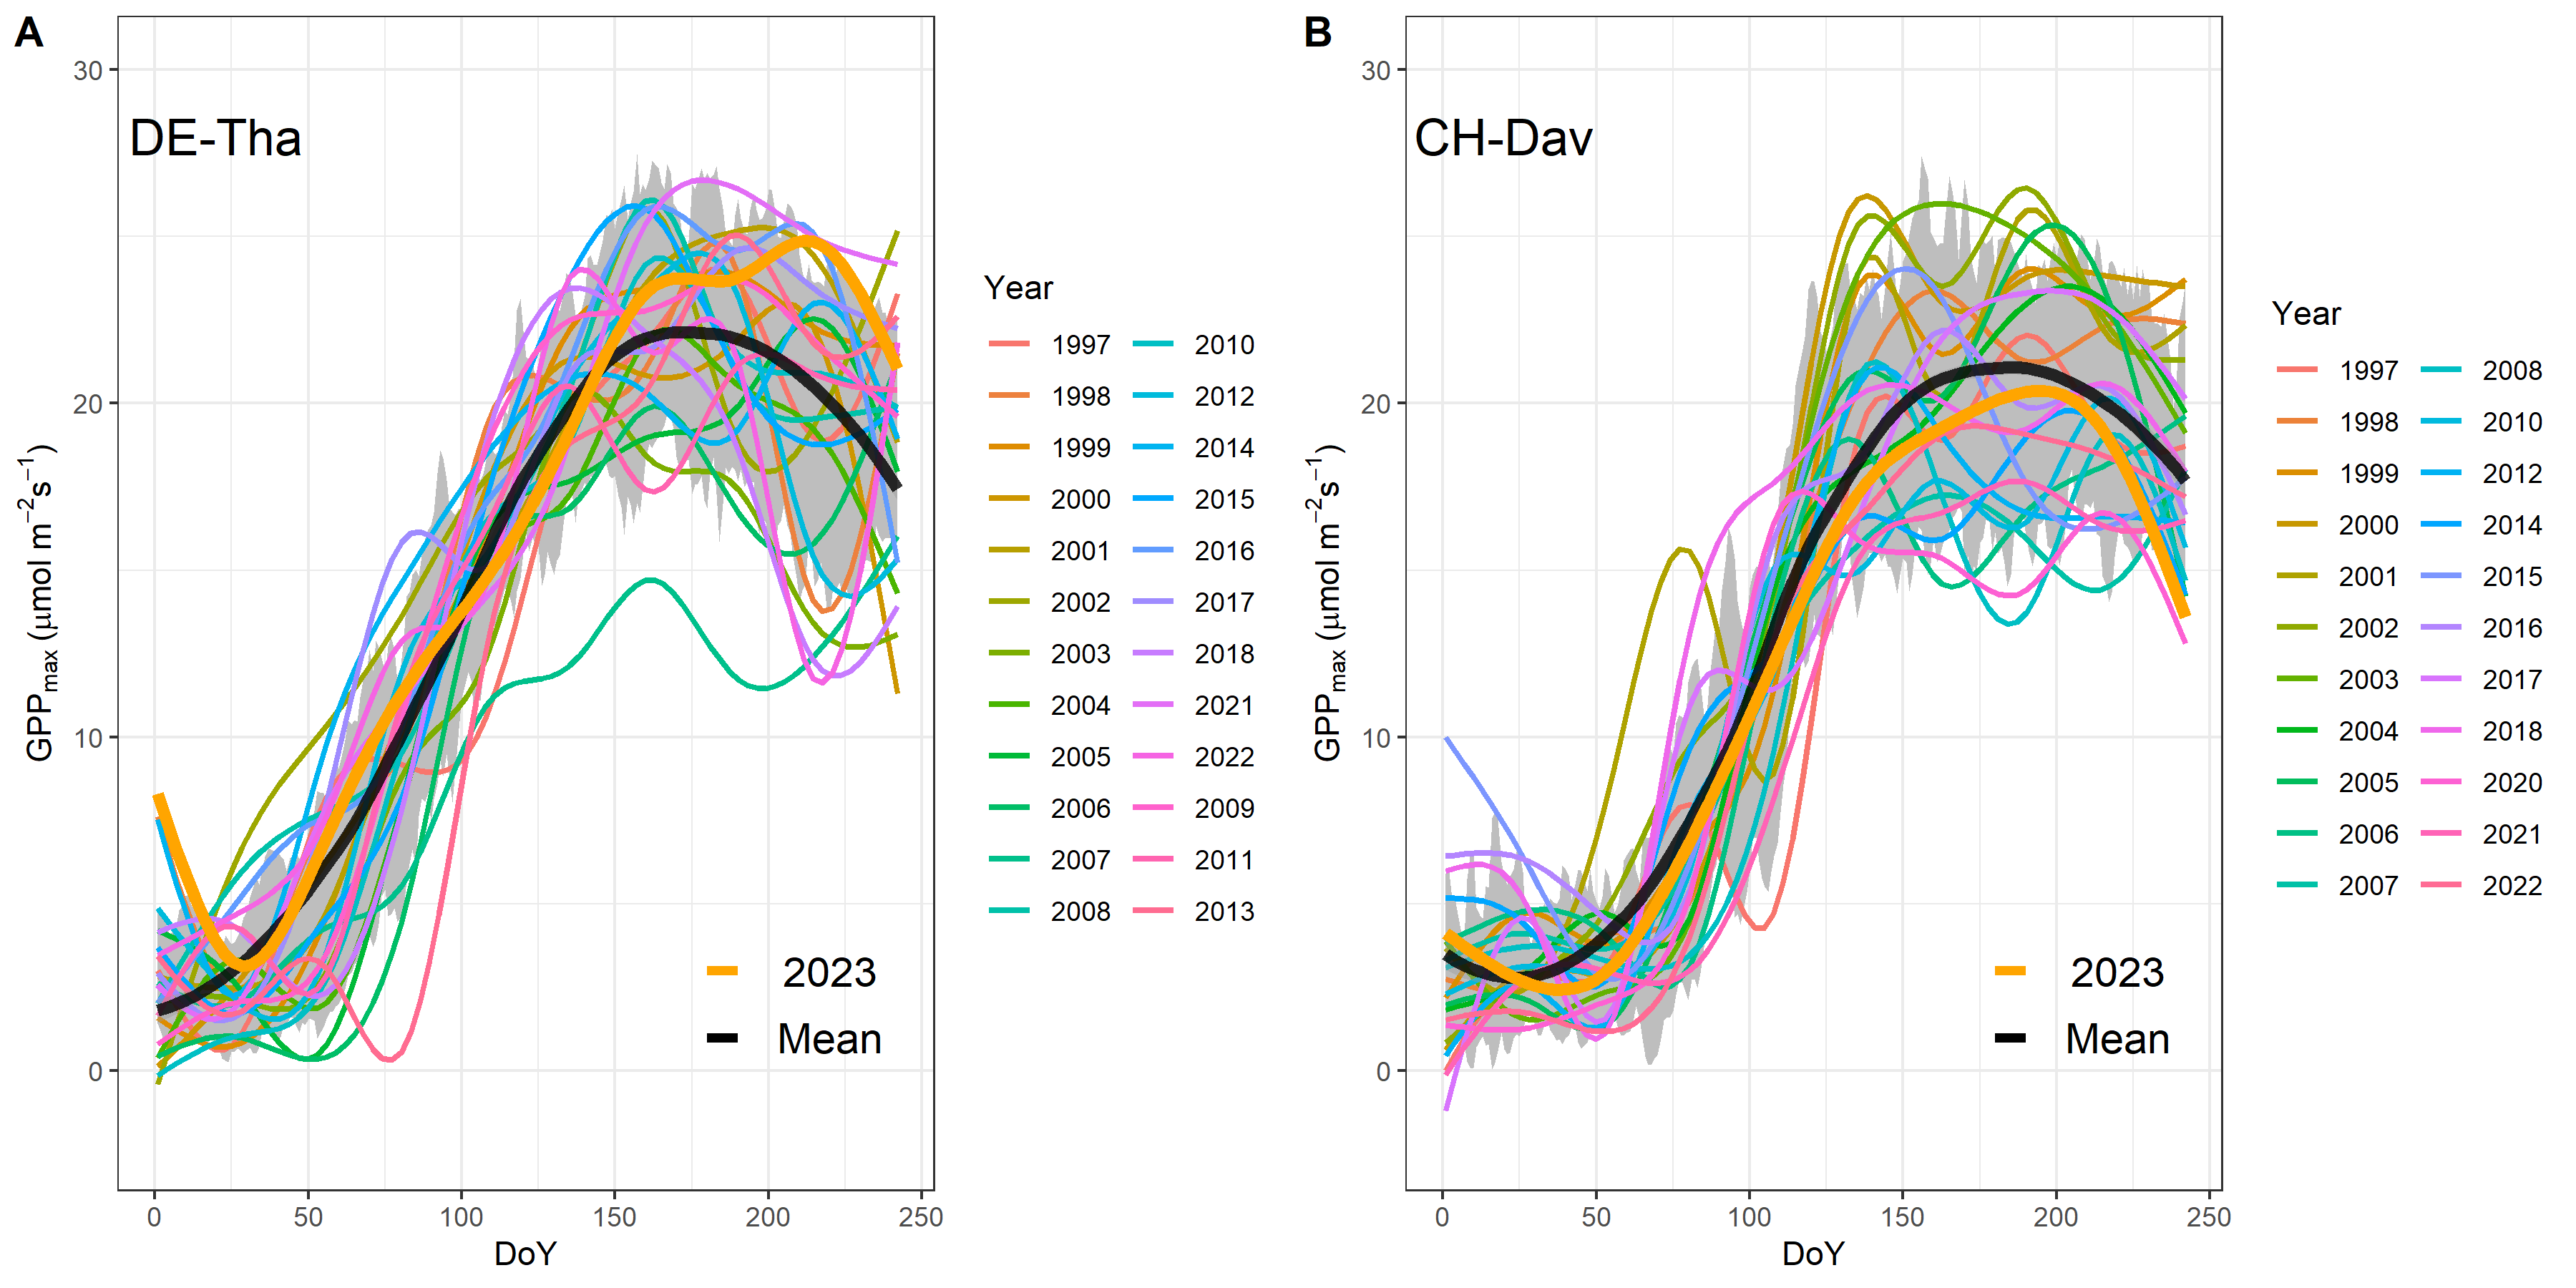 A
DE-Tha
30
20
10
0
GPPmax (μmol m−2s−1)
0 50 100 150 200 250
DoY
2023
Mean
Year
1997 2010
1998 2012
1999 2014
2000 2015
2001 2016
2002 2017
2003 2018
2004 2021
2005 2022
2006 2009
2007 2011
2008 2013
B
CH-Dav
30
20
10
0
GPPmax (μmol m−2s−1)
0 50 100 150 200 250
DoY
2023
Mean
Year
1997 2008
1998 2010
1999 2012
2000 2014
2001 2015
2002 2016
2003 2017
2004 2018
2005 2020
2006 2021
2007 2022